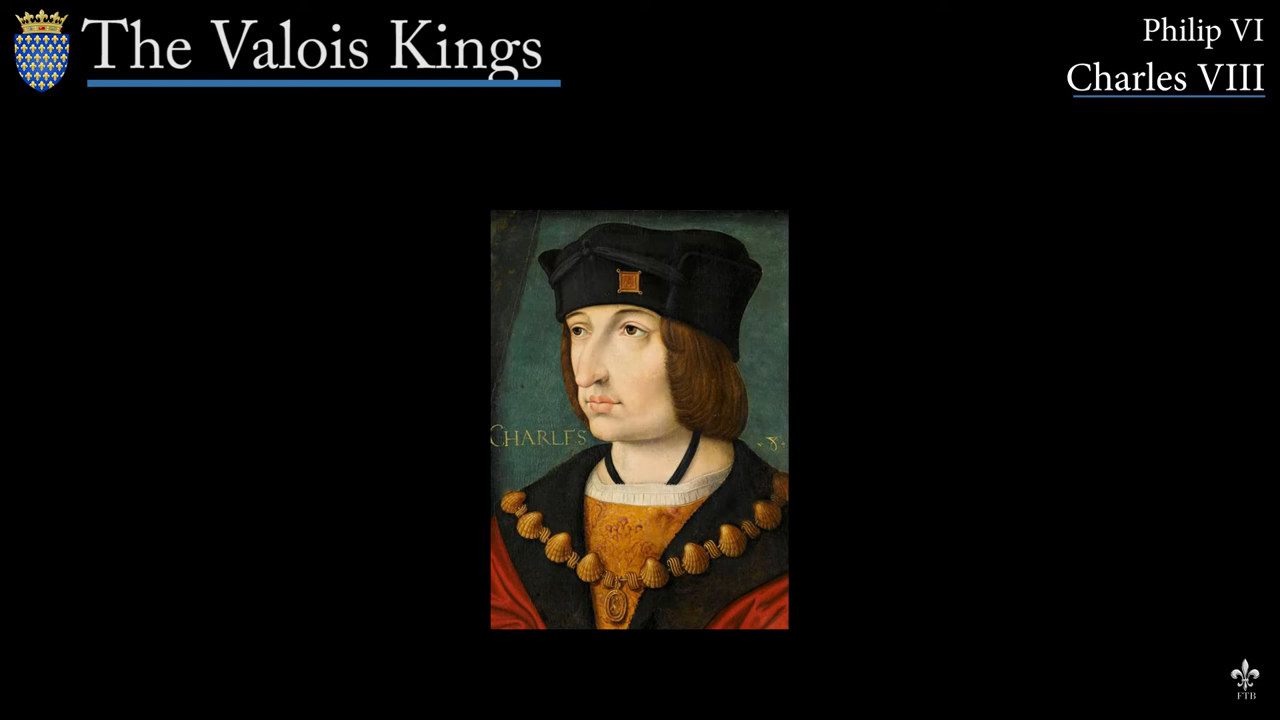 The Valois Kings
Philip VI
Charles VIII
CHARLES
.8.
FTB